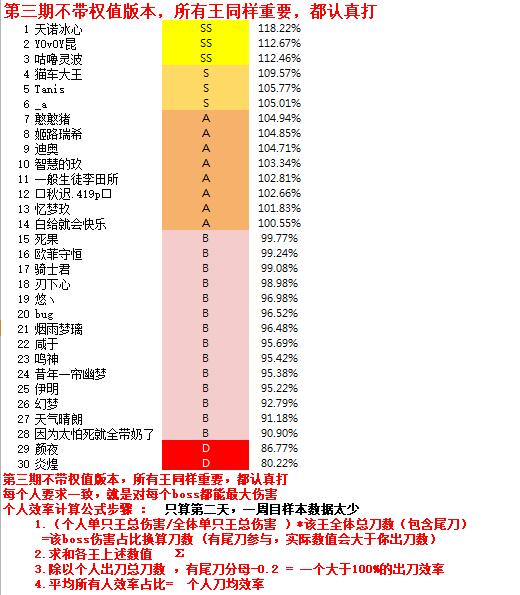 第三期不带权值版本，所有王同样重要，都认真打
1 天诺冰心 SS 118.22%
2 YOvOY昆 SS 112.67%
3 咕噜灵波 SS 112.46%
4 猫车大王 S 109.57%
5 Tanis S 105.77%
6 _a S 105.01%
7 憨憨猪 A 104.94%
8 姬路瑞希 A 104.85%
9 迪奥 A 104.71%
10 智慧的玖 A 103.34%
11 一般生徒李田所 A 102.81%
12 口秋迟.419p口 A 102.66%
13 忆梦玖 A 101.83%
14 白给就会快乐 A 100.55%
15 死果 B 99.77%
16 欧菲守恒 B 99.24%
17 骑士君 B 99.08%
18 刃下心 B 98.98%
19 悠丶 B 96.98%
20 bug B 96.52%
21 烟雨梦璃 B 96.48%
22 咸于 B 95.69%
23 鸣神 B 95.42%
24 昔年一帘幽梦 B 95.38%
25 伊明 B 95.22%
26 幻梦 B 92.79%
27 天气晴朗 B 91.18%
28 因为太怕死就全带奶了 B 90.90%
29 颜夜 D 86.77%
30 炎煌 D 80.22%
第三期不带权值版本，所有王同样重要，都认真打
每个人要求一致，就是对每个boss都能最大伤害
个人效率计算公式步骤 ： 只算第二天，一周目样本数据太少
1.（个人单只王总伤害/全体单只王总伤害 ）*该王全体总刀数（包含尾刀）
=该boss伤害占比换算刀数（有尾刀参与，实际数值会大于你出刀数）
2.求和各王上述数值 Σ
3.除以个人出刀总刀数 ，有尾刀分母-0.2 = 一个大于100%的出刀效率
4.平均所有人效率占比= 个人刀均效率